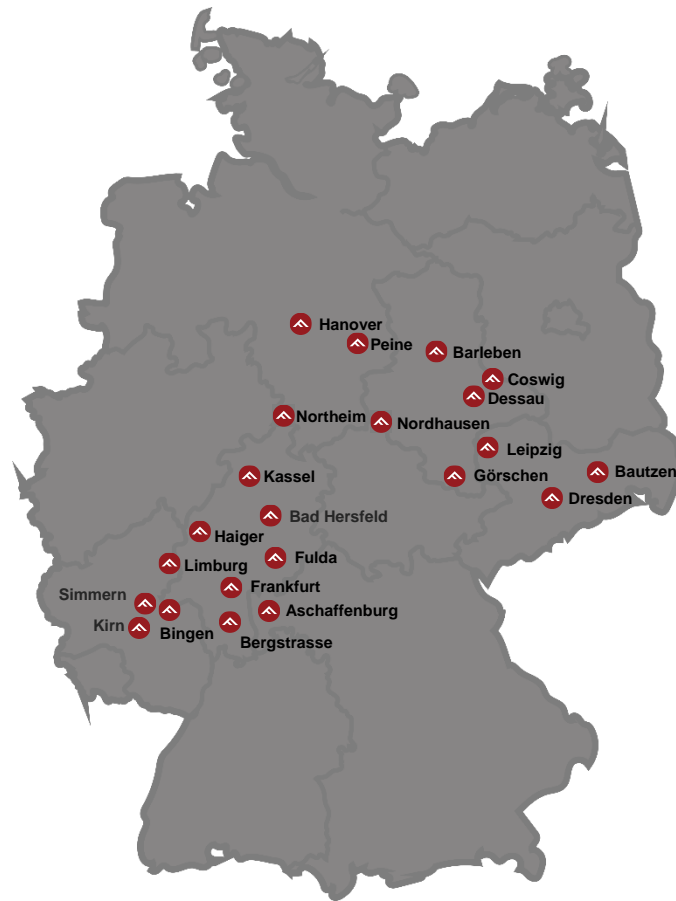 Hanover
Peine
Barleben
Coswig
Dessau
Northeim
Nordhausen
Leipzig
Bautzen
Kassel
Görschen
Dresden
Bad Hersfeld
Haiger
Fulda
Limburg
Frankfurt
Simmern
Aschaffenburg
Kirn
Bingen
Bergstrasse